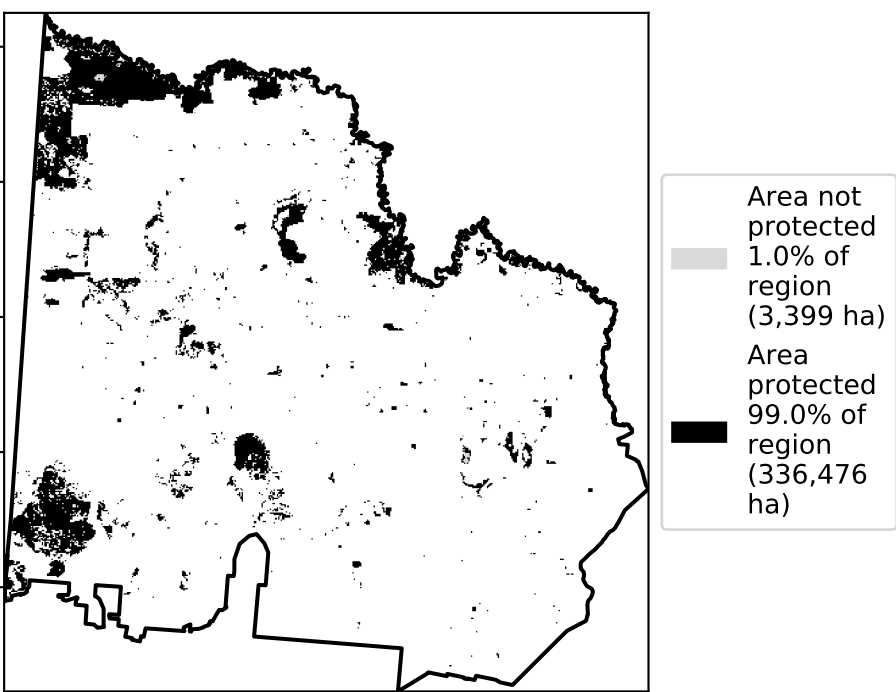 Area not
protected
1.0% of
region
(3,399 ha)
Area
protected
99.0% of
region
(336,476
ha)